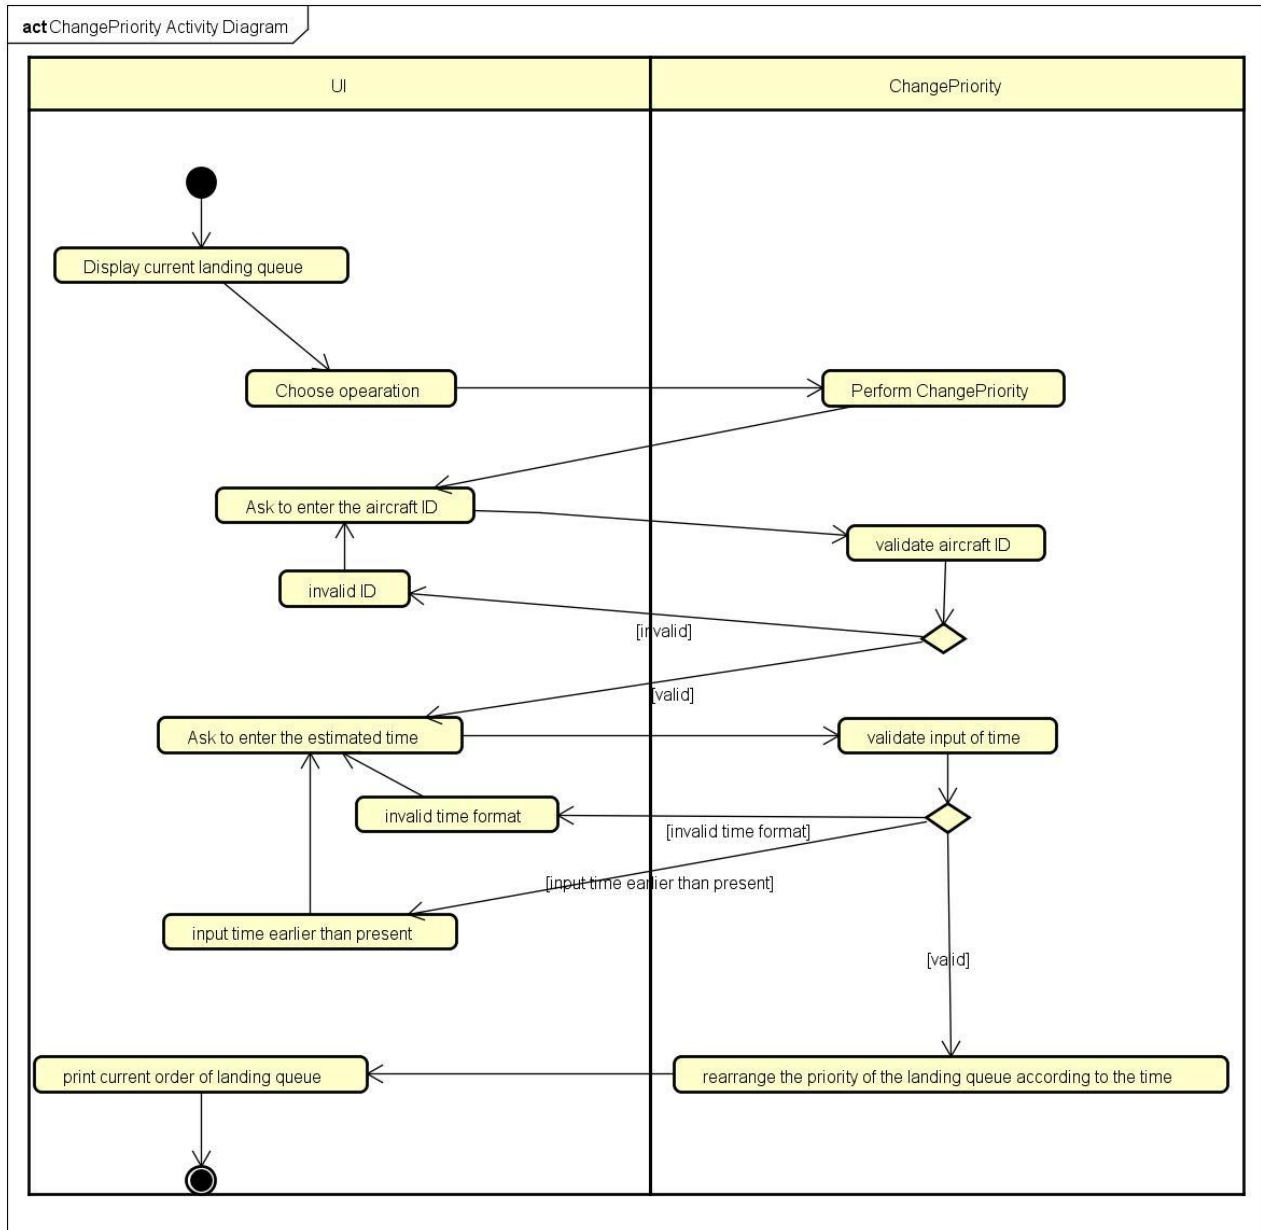 act ChangePriority Activity Diagram
UI
ChangePriority
Display current landing queue
Choose opearation
Perform ChangePriority
Ask to enter the aircraft ID
validate aircraft ID
invalid ID
[invalid]
[valid]
Ask to enter the estimated time
validate input of time
invalid time format
[invalid time format]
[input time earlier than present]
input time earlier than present
[valid]
print current order of landing queue
rearrange the priority of the landing queue according to the time